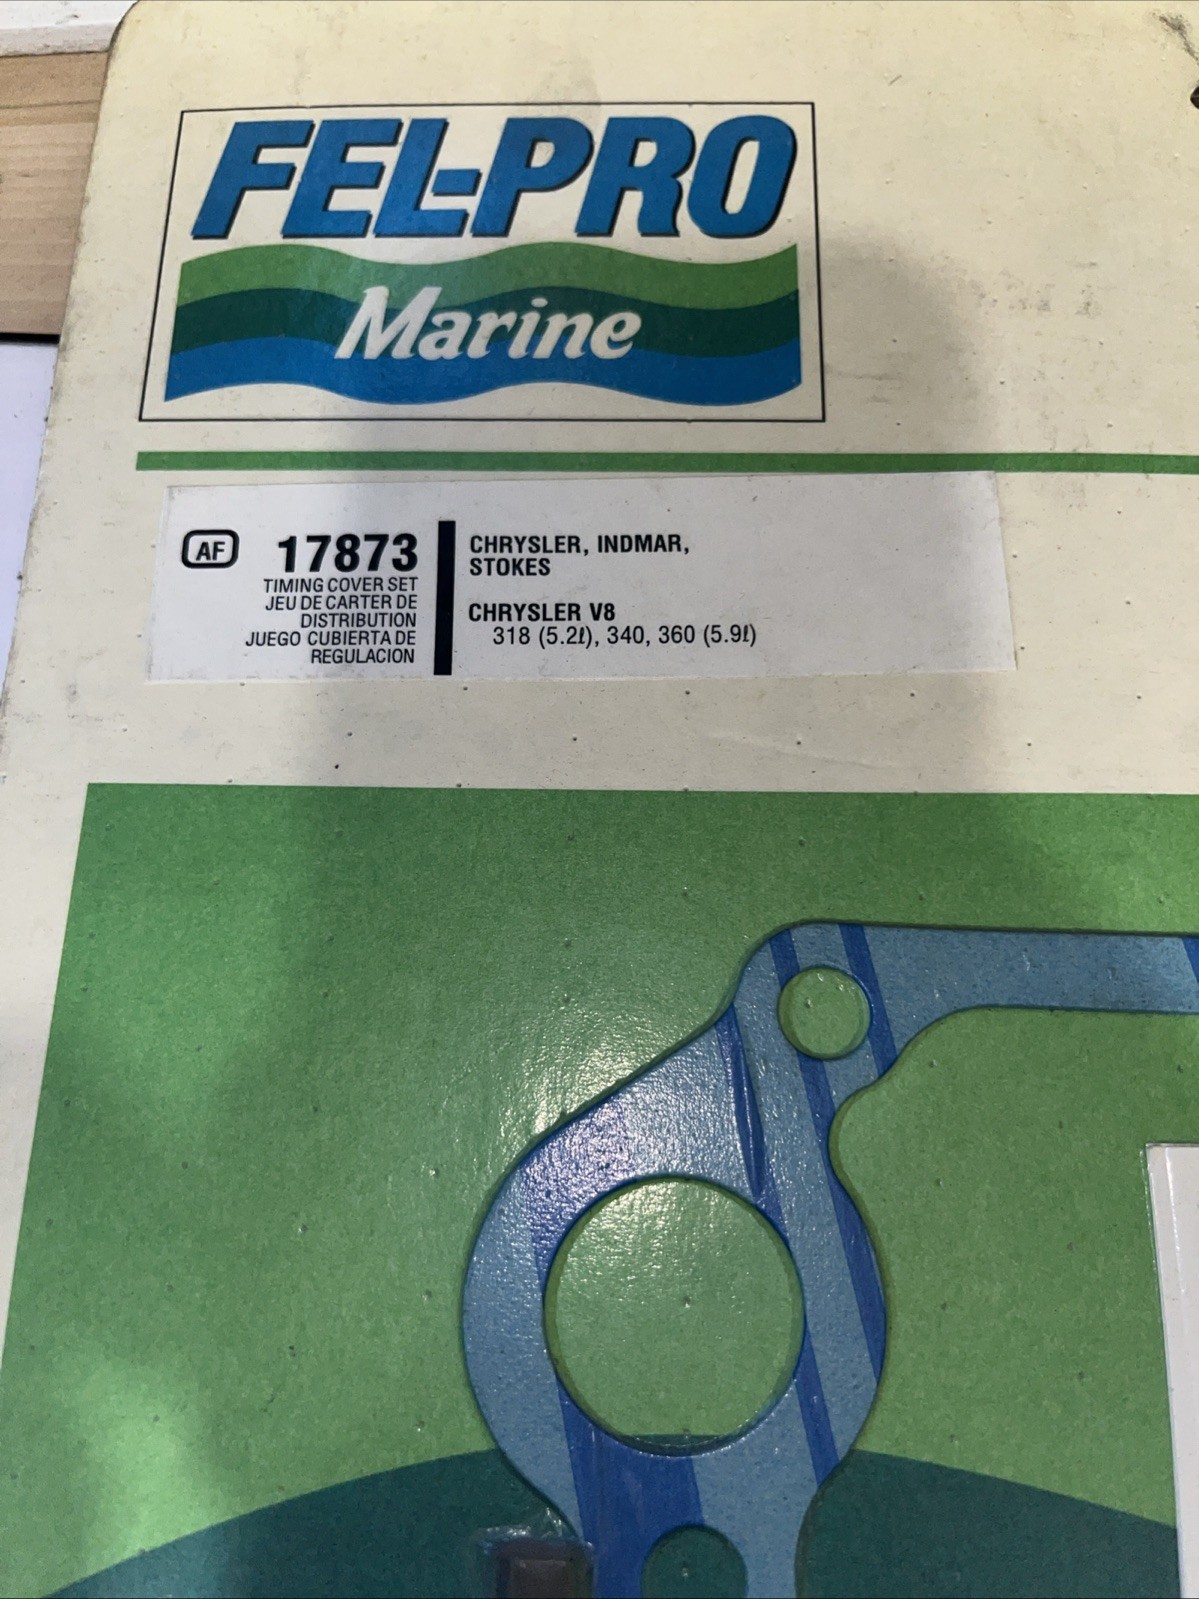 FEL-PRO
Marine
AF 17873
TIMING COVER SET
JEU DE CARTER DE
DISTRIBUTION
JUEGO CUBIERTA DE
REGULACION
CHRYSLER, INDMAR,
STOKES
CHRYSLER V8
318 (5.2ℓ), 340, 360 (5.9ℓ)